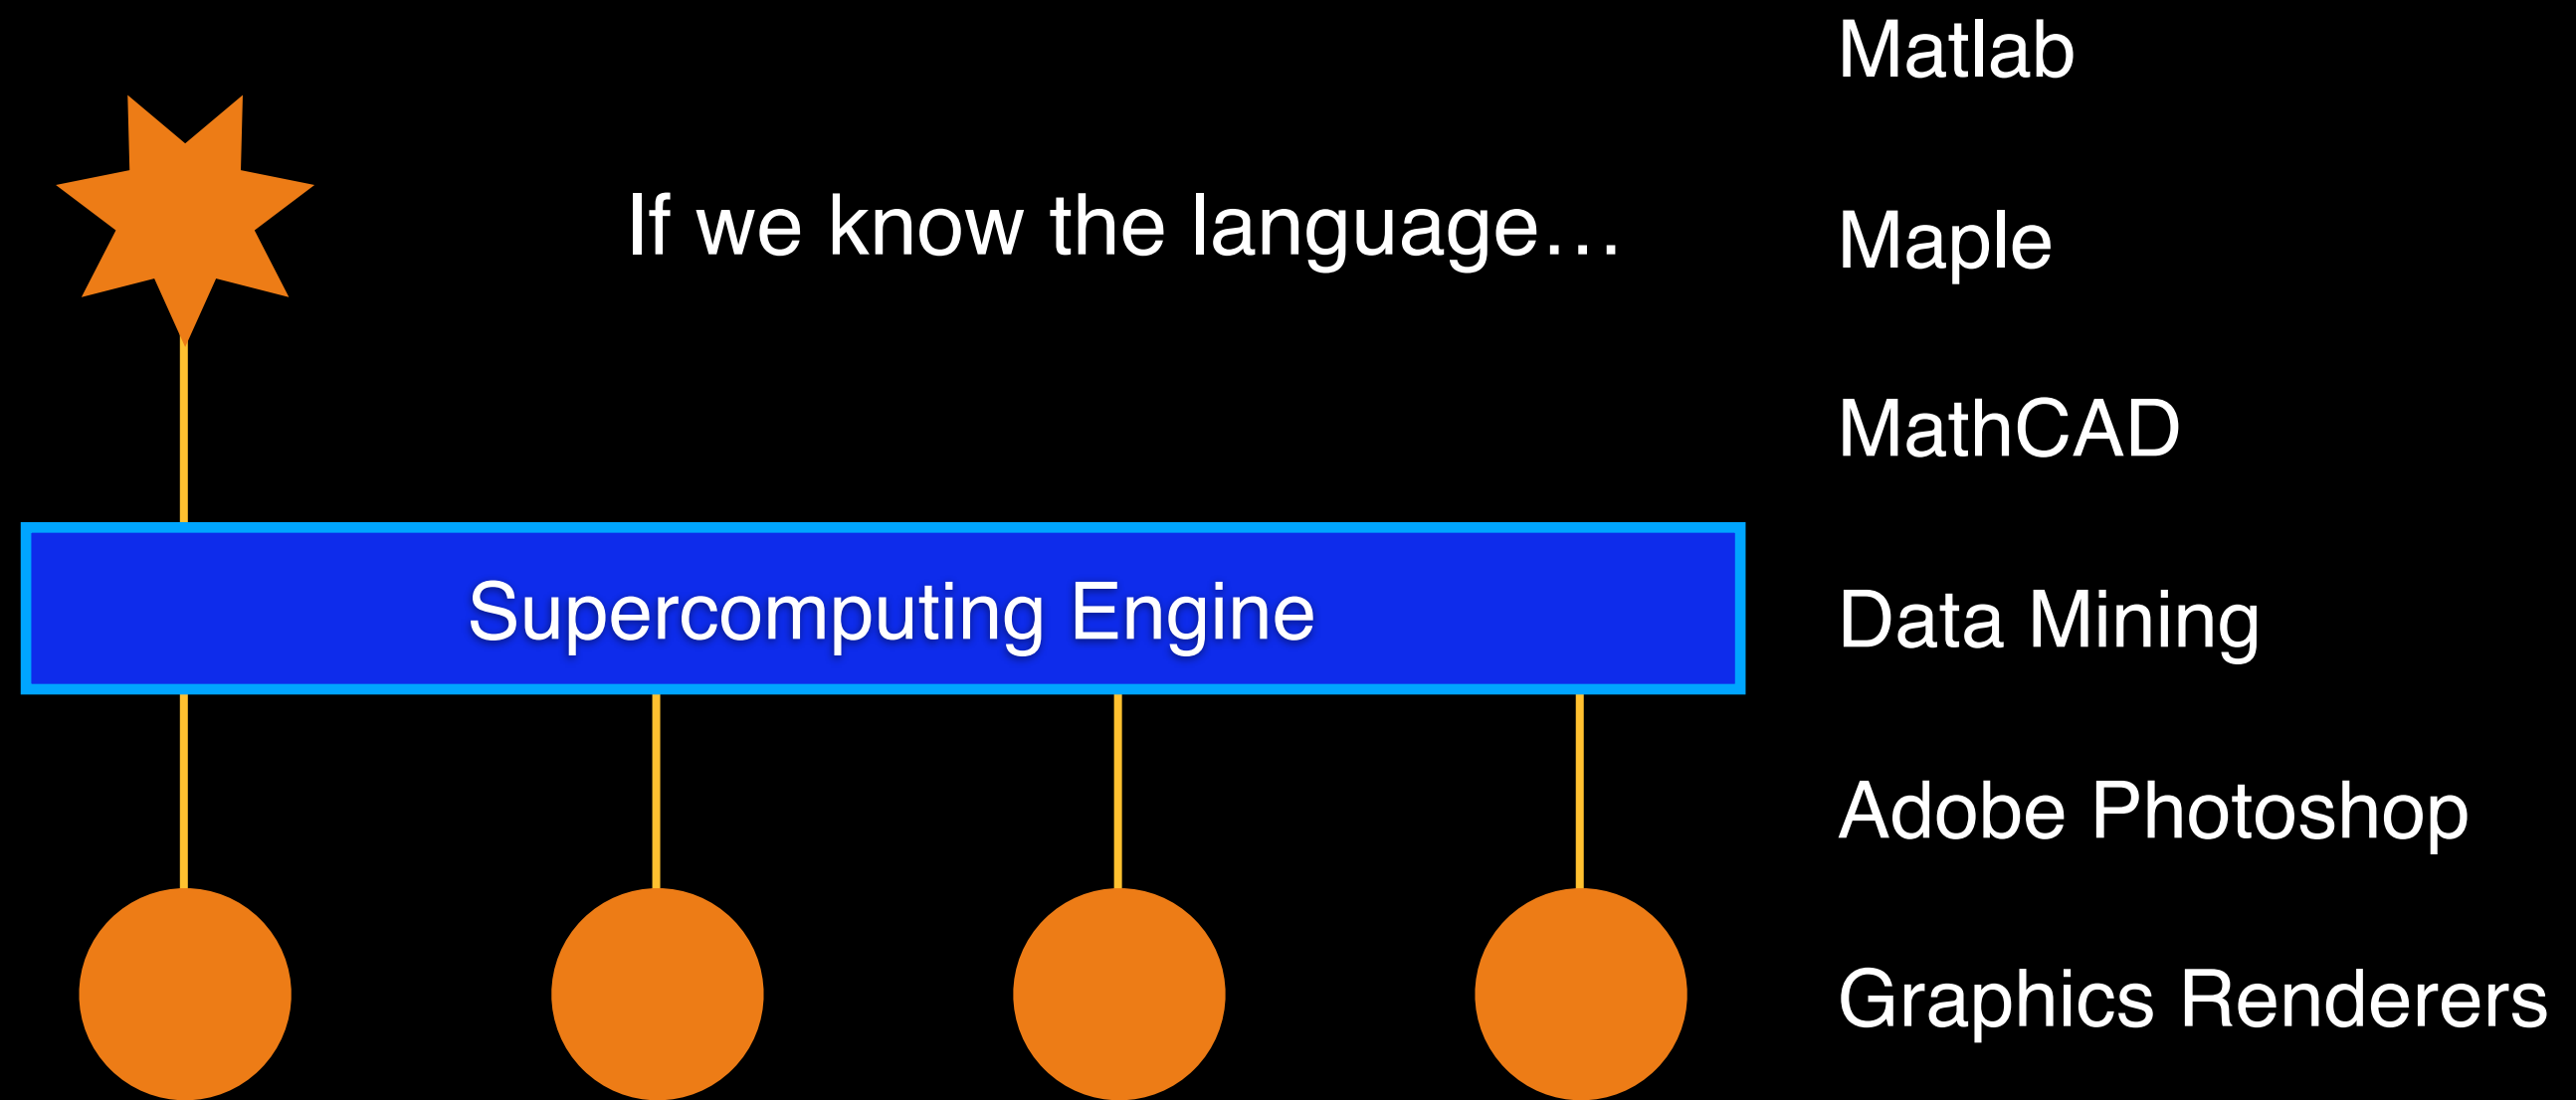 If we know the language…
Supercomputing Engine
Matlab
Maple
MathCAD
Data Mining
Adobe Photoshop
Graphics Renderers